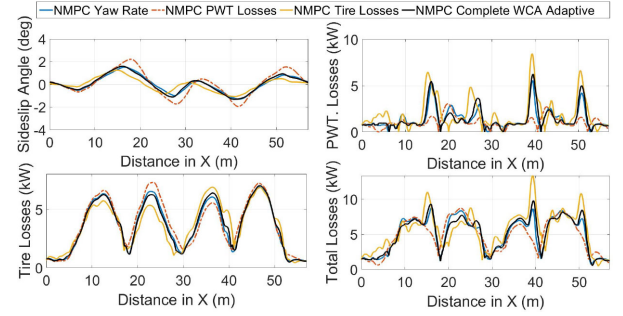 NMPC Yaw Rate NMPC PWT Losses NMPC Tire Losses NMPC Complete WCA Adaptive
Sideslip Angle (deg)
4
2
0
-2
-4
0 10 20 30 40 50
Distance in X (m)
PWT. Losses (kW)
10
5
0
0 10 20 30 40 50
Distance in X (m)
Tire Losses (kW)
5
0
0 10 20 30 40 50
Distance in X (m)
Total Losses (kW)
10
5
0
0 10 20 30 40 50
Distance in X (m)